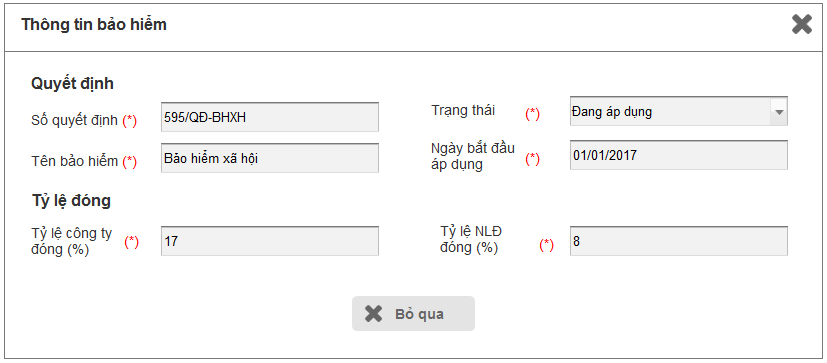 Thông tin bảo hiểm
Quyết định
Số quyết định (*) 595/QĐ-BHXH
Trạng thái (*) Đang áp dụng
Tên bảo hiểm (*) Bảo hiểm xã hội
Ngày bắt đầu
áp dụng (*) 01/01/2017
Tỷ lệ đóng
Tỷ lệ công ty
đóng (%) (*) 17
Tỷ lệ NLĐ
đóng (%) (*) 8
Bỏ qua